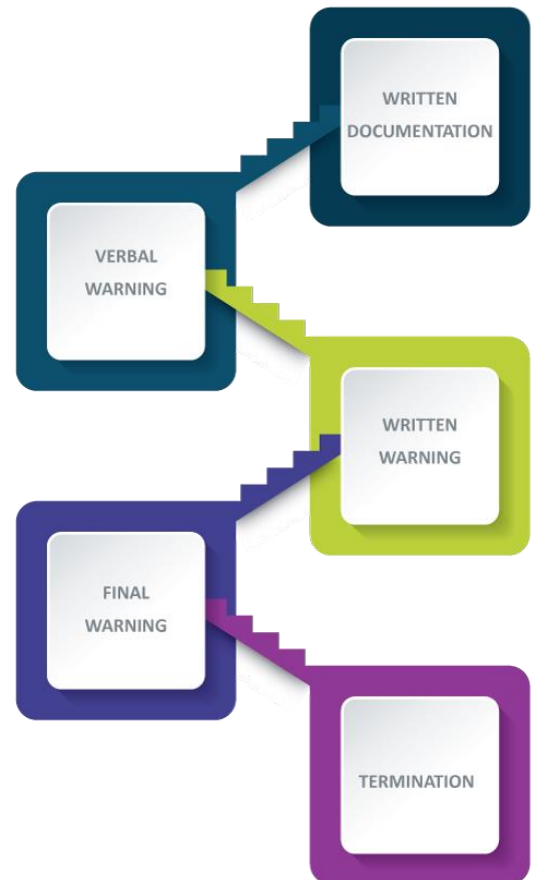 WRITTEN
DOCUMENTATION
VERBAL
WARNING
WRITTEN
WARNING
FINAL
WARNING
TERMINATION